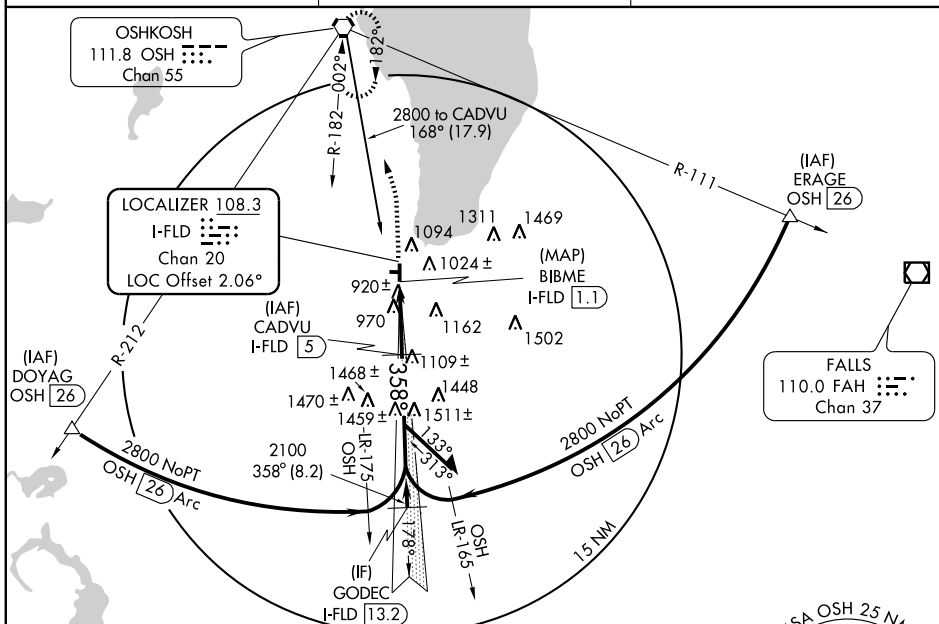 OSHKOSH
111.8 OSH
Chan 55
182°
R-182
002°
2800 to CADVU
168° (17.9)
R-111
(IAF)
ERAGE
OSH 26
LOCALIZER 108.3
I-FLD
Chan 20
LOC Offset 2.06°
1094
1311
1469
1024 ±
(MAP)
BIBME
I-FLD 1.1
920 ±
970
1162
1502
(IAF)
CADVU
I-FLD 5
1109 ±
R-212
(IAF)
DOYAG
OSH 26
FALLS
110.0 FAH
Chan 37
1468 ±
1470 ±
1459 ±
1448
1511±
358°
2800 NoPT
OSH 26 Arc
2800 NoPT
OSH 26 Arc
2100
358° (8.2)
OSH
LR-175
133°
313°
OSH
LR-165
178°
15 NM
(IF)
GODEC
I-FLD 13.2
SA OSH 25 N